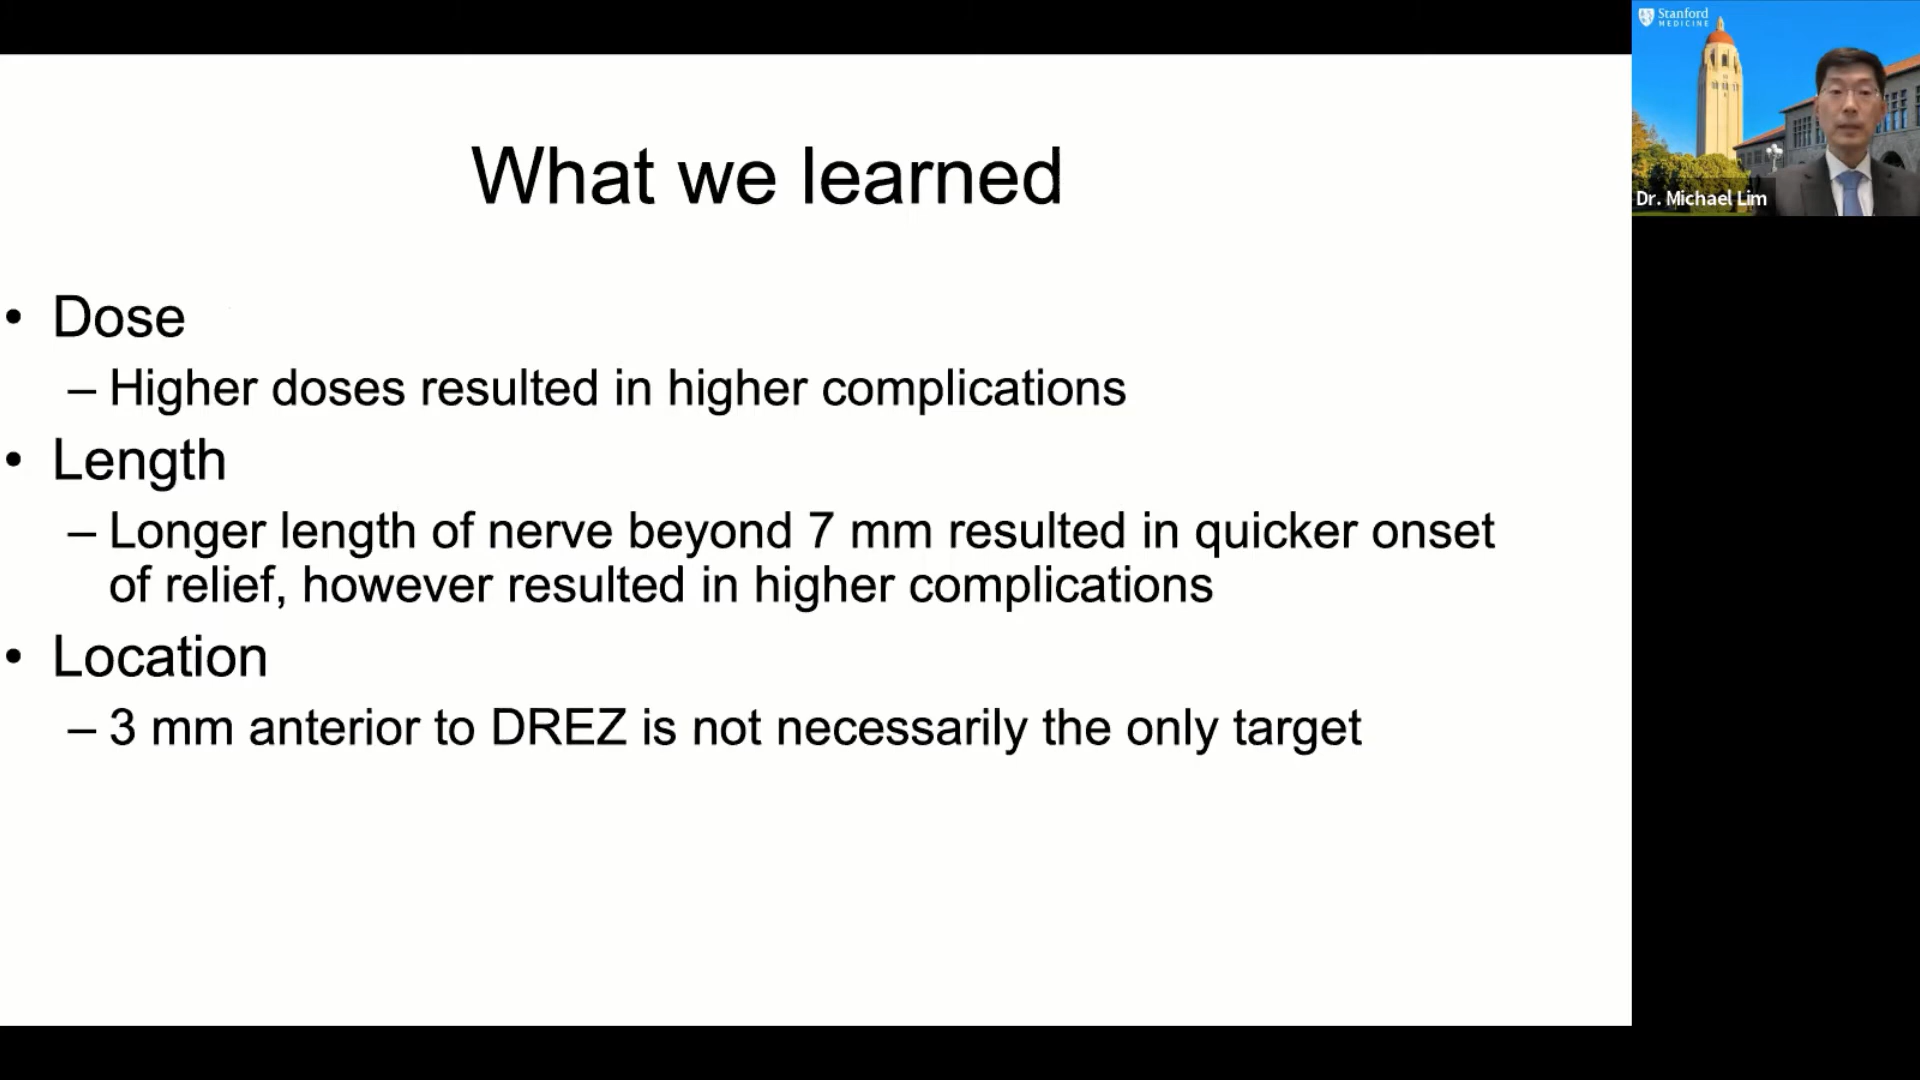 What we learned
• Dose
– Higher doses resulted in higher complications
• Length
– Longer length of nerve beyond 7 mm resulted in quicker onset
of relief, however resulted in higher complications
• Location
– 3 mm anterior to DREZ is not necessarily the only target
Stanford
MEDICINE
Dr. Michael Lim